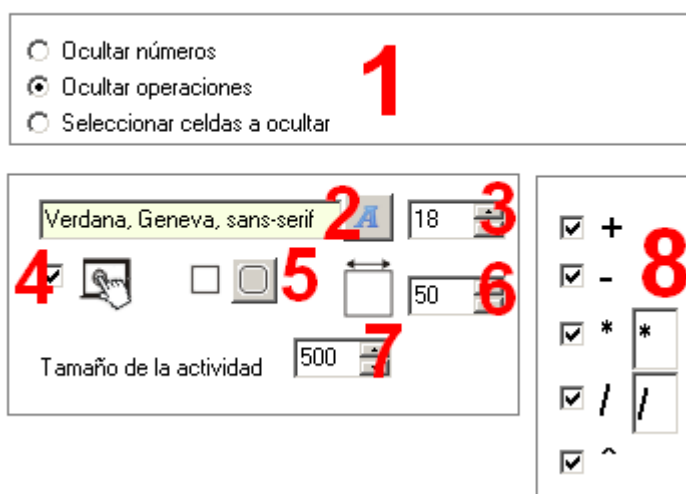 Ocultar números
Ocultar operaciones
Seleccionar celdas a ocultar
1
Verdana, Geneva, sans-serif 2 A 18 3
4 5 50 6
Tamaño de la actividad 500 7
+
-
8
* *
/ /
^